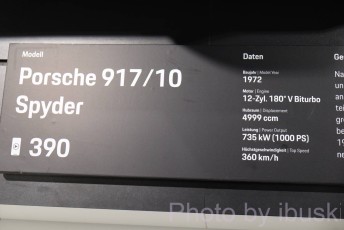 Modell
Porsche 917/10
Spyder
390
Daten
Baujahr | Model Year
1972
Motor | Engine
12-Zyl. 180° V Biturbo
Hubraum | Displacement
4999 ccm
Leistung | Power Output
735 kW (1000 PS)
Höchstgeschwindigkeit | Top Speed
360 km/h
Photo by ihuski